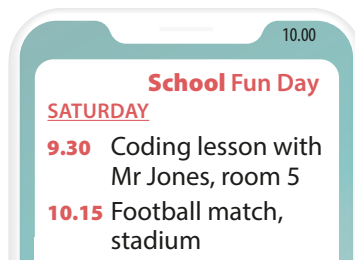 10.00
School Fun Day
SATURDAY
9.30 Coding lesson with
Mr Jones, room 5
10.15 Football match,
stadium